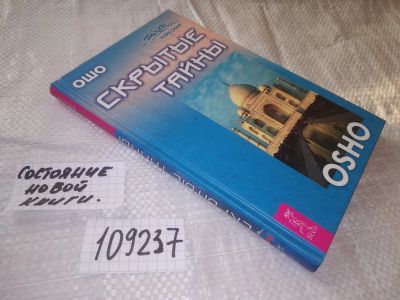 ОШО
СКРЫТЫЕ
ТАЙНЫ
OSHO
СОСТОЯНИЕ
НОВОЙ
КНИГИ.
109237